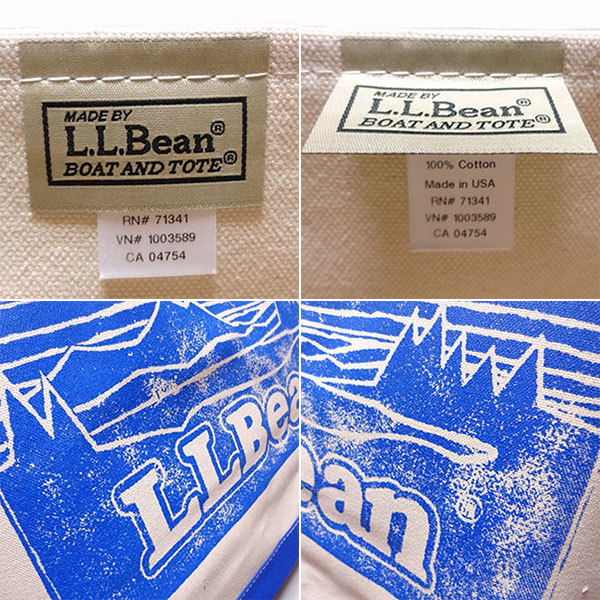 MADE BY
L.L.Bean®
BOAT AND TOTE®
RN# 71341
VN# 1003589
CA 04754
MADE BY
L.L.Bean®
BOAT AND TOTE®
100% Cotton
Made in USA
RN# 71341
VN# 1003589
CA 04754
LLBea
ean®